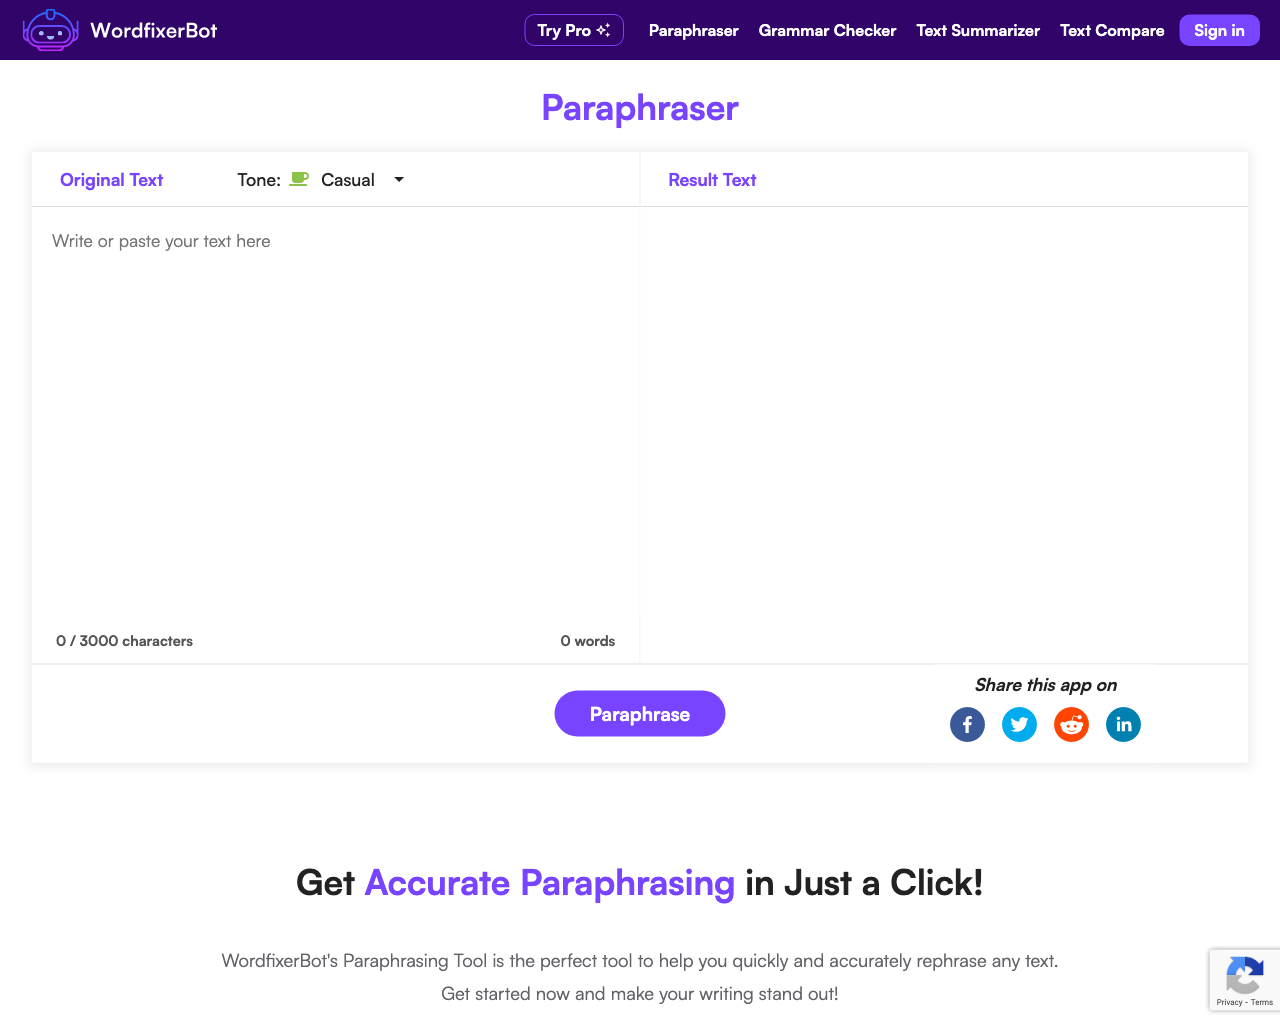 WordfixerBot
Try Pro
Paraphraser
Grammar Checker
Text Summarizer
Text Compare
Sign in
Paraphraser
Original Text
Tone: Casual
Result Text
Write or paste your text here
0 / 3000 characters
0 words
Paraphrase
Share this app on
Get Accurate Paraphrasing in Just a Click!
WordfixerBot's Paraphrasing Tool is the perfect tool to help you quickly and accurately rephrase any text.
Get started now and make your writing stand out!
Privacy - Terms